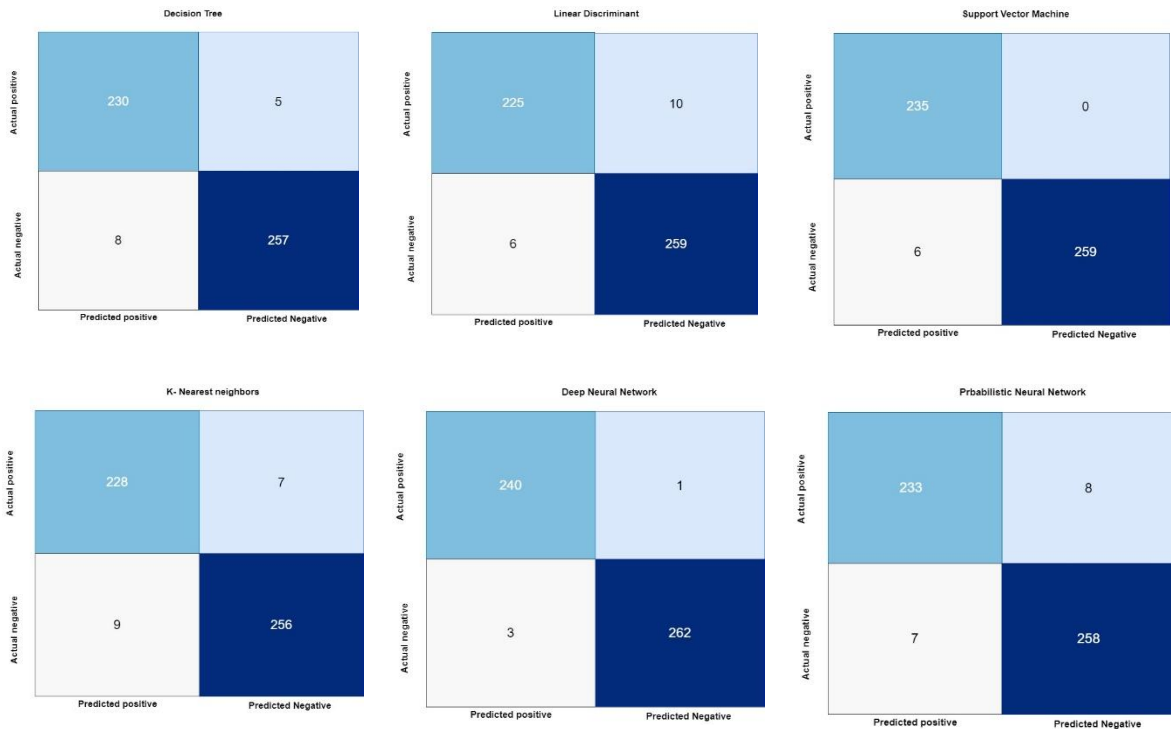 Decision Tree
Actual positive
230 5
Actual negative
8 257
Predicted positive Predicted Negative
Linear Discriminant
Actual positive
225 10
Actual negative
6 259
Predicted positive Predicted Negative
Support Vector Machine
Actual positive
235 0
Actual negative
6 259
Predicted positive Predicted Negative
K- Nearest neighbors
Actual positive
228 7
Actual negative
9 256
Predicted positive Predicted Negative
Deep Neural Network
Actual positive
240 1
Actual negative
3 262
Predicted positive Predicted Negative
Prbabilistic Neural Network
Actual positive
233 8
Actual negative
7 258
Predicted positive Predicted Negative